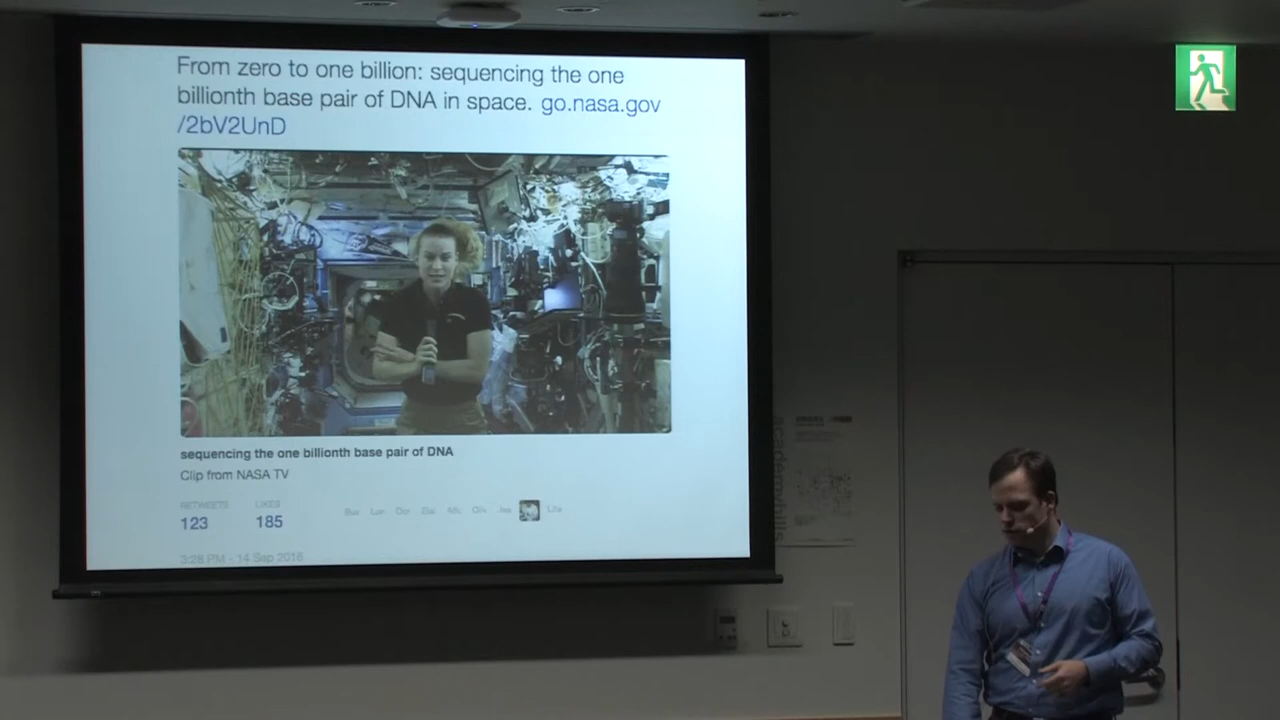 From zero to one billion: sequencing the one
billionth base pair of DNA in space. go.nasa.gov
/2bV2UnD
sequencing the one billionth base pair of DNA
Clip from NASA TV
RETWEETS LIKES
123 185
3:28 PM - 14 Sep 2016
academyhills